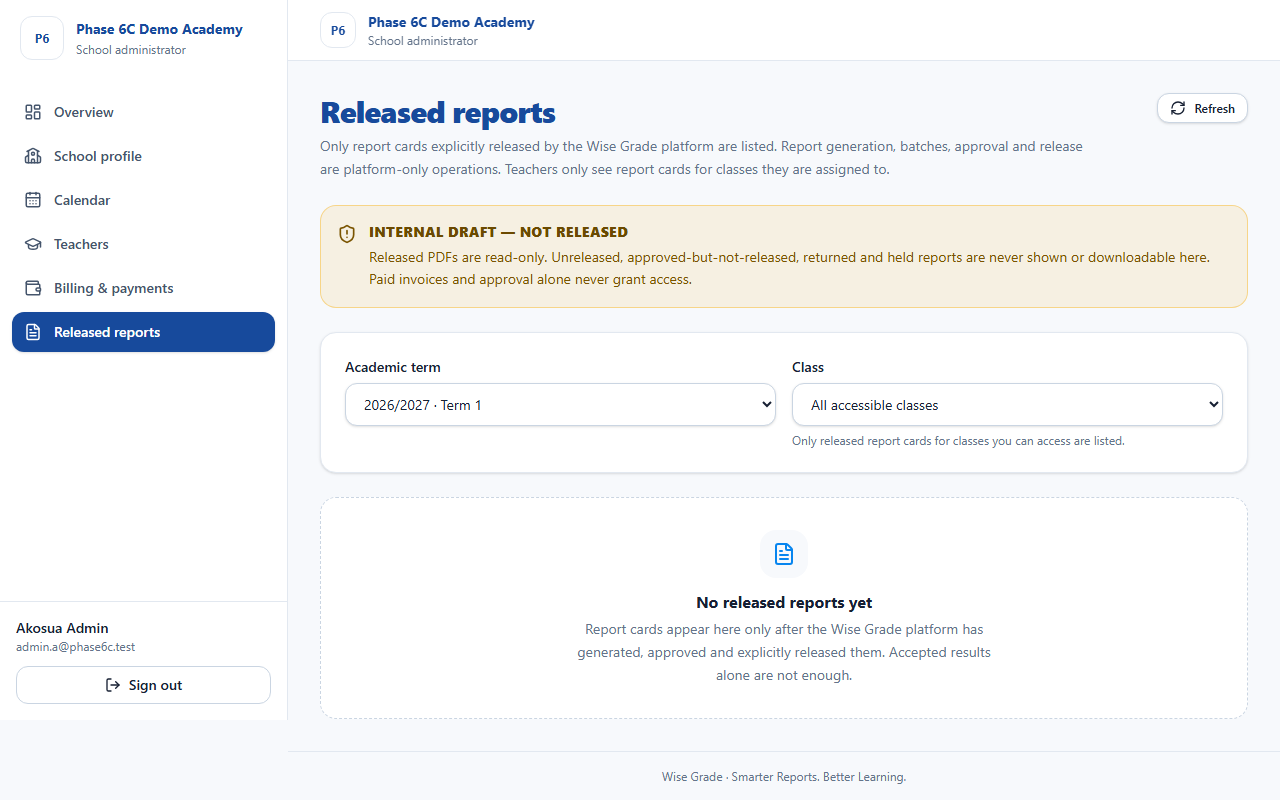 P6
Phase 6C Demo Academy
School administrator
Overview
School profile
Calendar
Teachers
Billing & payments
Released reports
Akosua Admin
admin.a@phase6c.test
Sign out
P6
Phase 6C Demo Academy
School administrator
Released reports
Refresh
Only report cards explicitly released by the Wise Grade platform are listed. Report generation, batches, approval and release
are platform-only operations. Teachers only see report cards for classes they are assigned to.
INTERNAL DRAFT — NOT RELEASED
Released PDFs are read-only. Unreleased, approved-but-not-released, returned and held reports are never shown or downloadable here.
Paid invoices and approval alone never grant access.
Academic term
2026/2027 · Term 1
Class
All accessible classes
Only released report cards for classes you can access are listed.
No released reports yet
Report cards appear here only after the Wise Grade platform has
generated, approved and explicitly released them. Accepted results
alone are not enough.
Wise Grade · Smarter Reports. Better Learning.